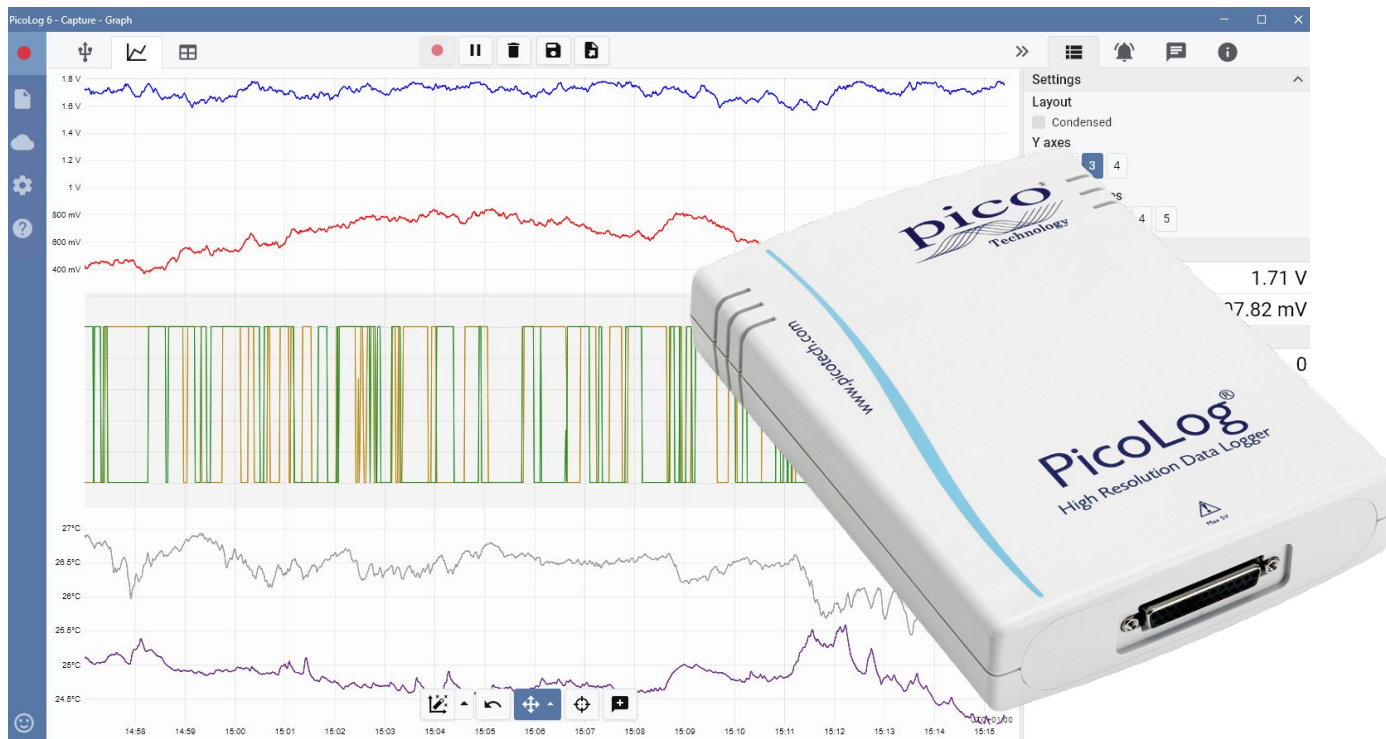 PicoLog 6 - Capture - Graph
Settings
Layout
Condensed
Y axes
3
4
4
5
1.71 V
07.82 mV
0
1.8 V
1.6 V
1.4 V
1.2 V
1 V
800 mV
600 mV
400 mV
27°C
26.5°C
26°C
25.5°C
25°C
24.5°C
14:58
14:59
15:00
15:01
15:02
15:03
15:04
15:05
15:06
15:07
15:08
15:09
15:10
15:11
15:12
15:13
15:14
15:15
pico®
Technology
www.picotech.com
PicoLog®
High Resolution Data Logger
Max 5V